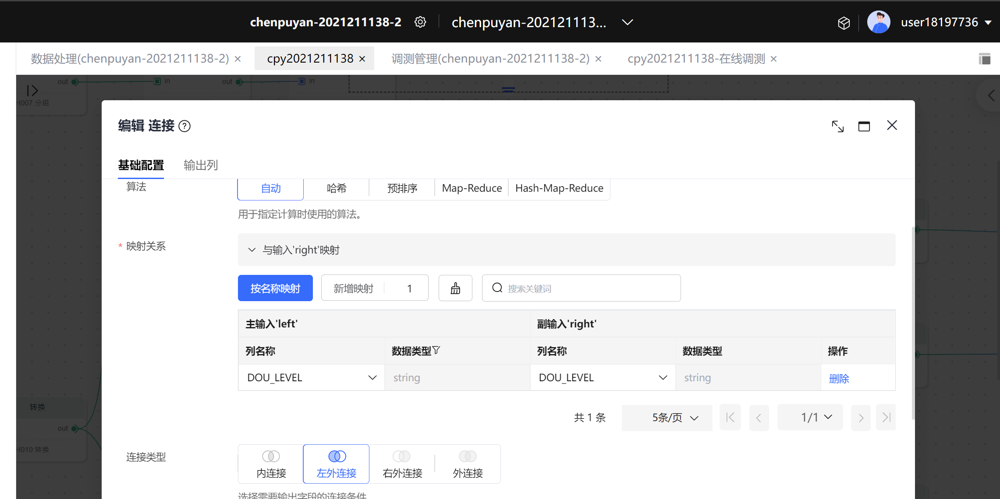 chenpuyan-2021211138-2 chenpuyan-202121113... user18197736
数据处理(chenpuyan-2021211138-2) × cpy2021211138 × 调测管理(chenpuyan-2021211138-2) × cpy2021211138-在线调测 ×
out in out in
H007:分组
编辑 连接 ?
基础配置 输出列
算法 自动 哈希 预排序 Map-Reduce Hash-Map-Reduce
用于指定计算时使用的算法。
* 映射关系 与输入'right'映射
按名称映射 新增映射 1 搜索关键词
主输入'left' 副输入'right'
列名称 数据类型 列名称 数据类型 操作
DOU_LEVEL string DOU_LEVEL string 删除
转换
共 1 条 5条/页 1/1
out
H010:转换
连接类型 内连接 左外连接 右外连接 外连接
选择需要输出字段的连接条件